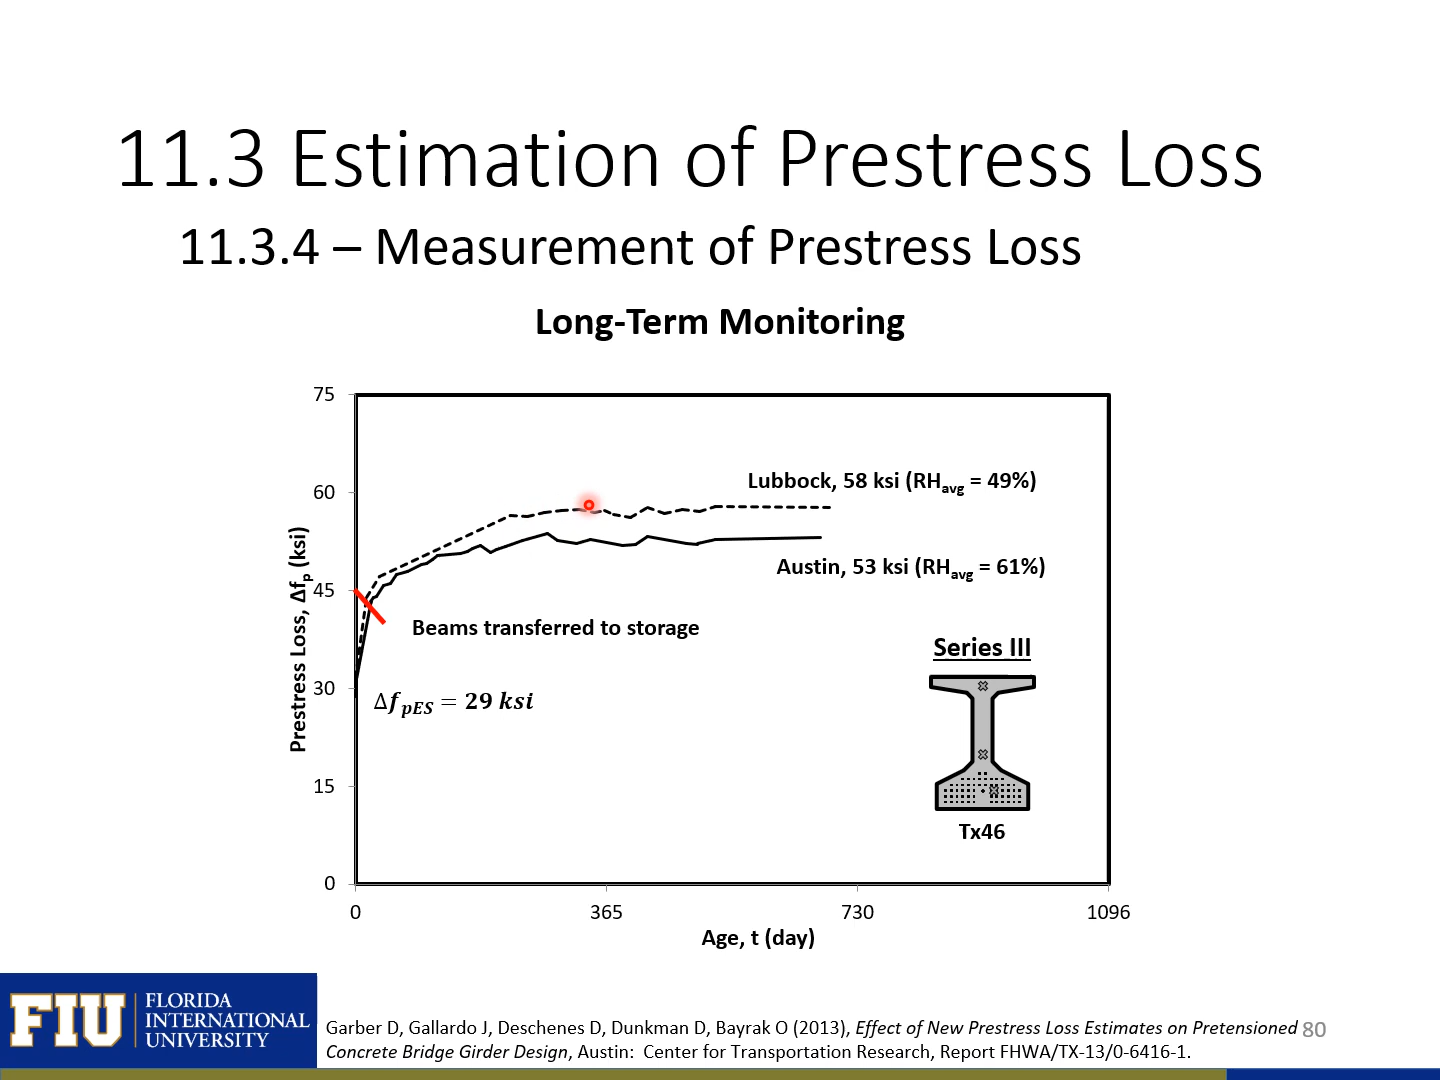 11.3 Estimation of Prestress Loss
11.3.4 – Measurement of Prestress Loss
Long-Term Monitoring
75
60
45
30
15
0
Prestress Loss, Δfp (ksi)
Lubbock, 58 ksi (RHavg = 49%)
Austin, 53 ksi (RHavg = 61%)
Beams transferred to storage
ΔfpES = 29 ksi
Series III
Tx46
0 365 730 1096
Age, t (day)
FIU
FLORIDA
INTERNATIONAL
UNIVERSITY
Garber D, Gallardo J, Deschenes D, Dunkman D, Bayrak O (2013), Effect of New Prestress Loss Estimates on Pretensioned
Concrete Bridge Girder Design, Austin: Center for Transportation Research, Report FHWA/TX-13/0-6416-1.
80